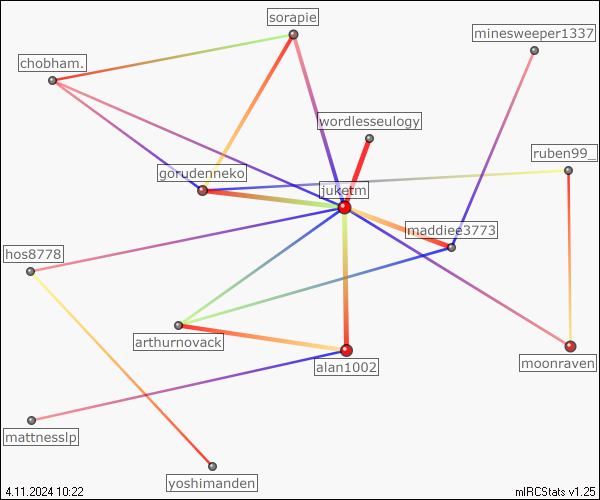 sorapie
minesweeper1337
chobham.
wordlesseulogy
ruben99_
gorudenneko
juketm
maddiee3773
hos8778
arthurnovack
alan1002
moonraven
mattnesslp
yoshimanden
4.11.2024 10:22
mIRCStats v1.25